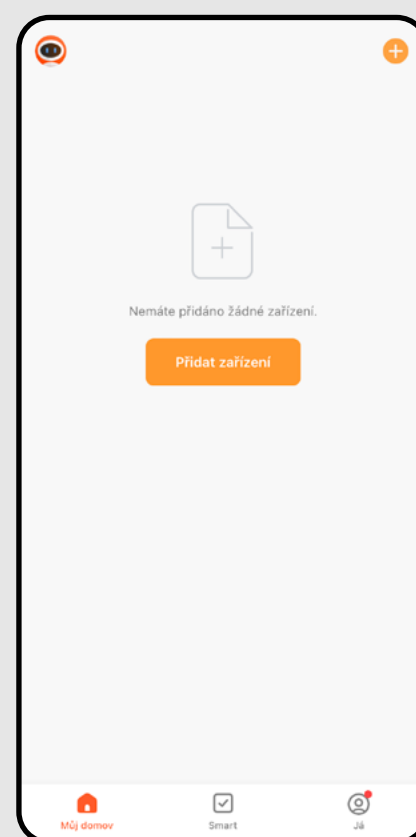 Nemáte přidáno žádné zařízení.
Přidat zařízení
Můj domov
Smart
Já